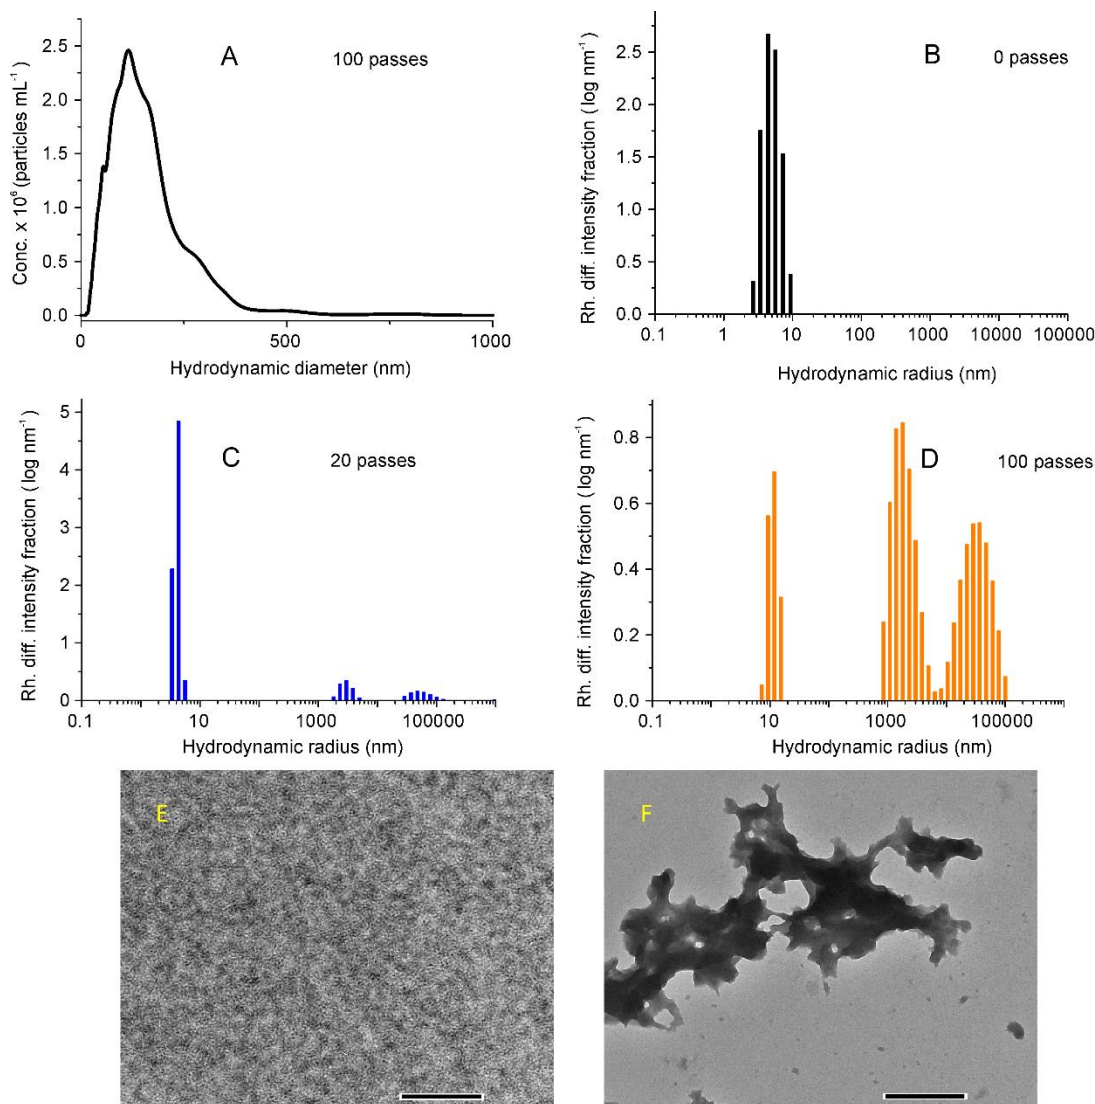 A
100 passes
Conc. x 10⁶ (particles mL⁻¹)
2.5
2.0
1.5
1.0
0.5
0.0
0
500
1000
Hydrodynamic diameter (nm)
B
0 passes
Rh. diff. intensity fraction (log nm⁻¹)
2.5
2.0
1.5
1.0
0.5
0.0
0.1
1
10
100
1000
10000
100000
Hydrodynamic radius (nm)
C
20 passes
Rh. diff. intensity fraction (log nm⁻¹)
5
4
3
2
1
0
0.1
10
1000
100000
Hydrodynamic radius (nm)
D
100 passes
Rh. diff. intensity fraction (log nm⁻¹)
0.8
0.6
0.4
0.2
0.0
0.1
10
1000
100000
Hydrodynamic radius (nm)
E
F